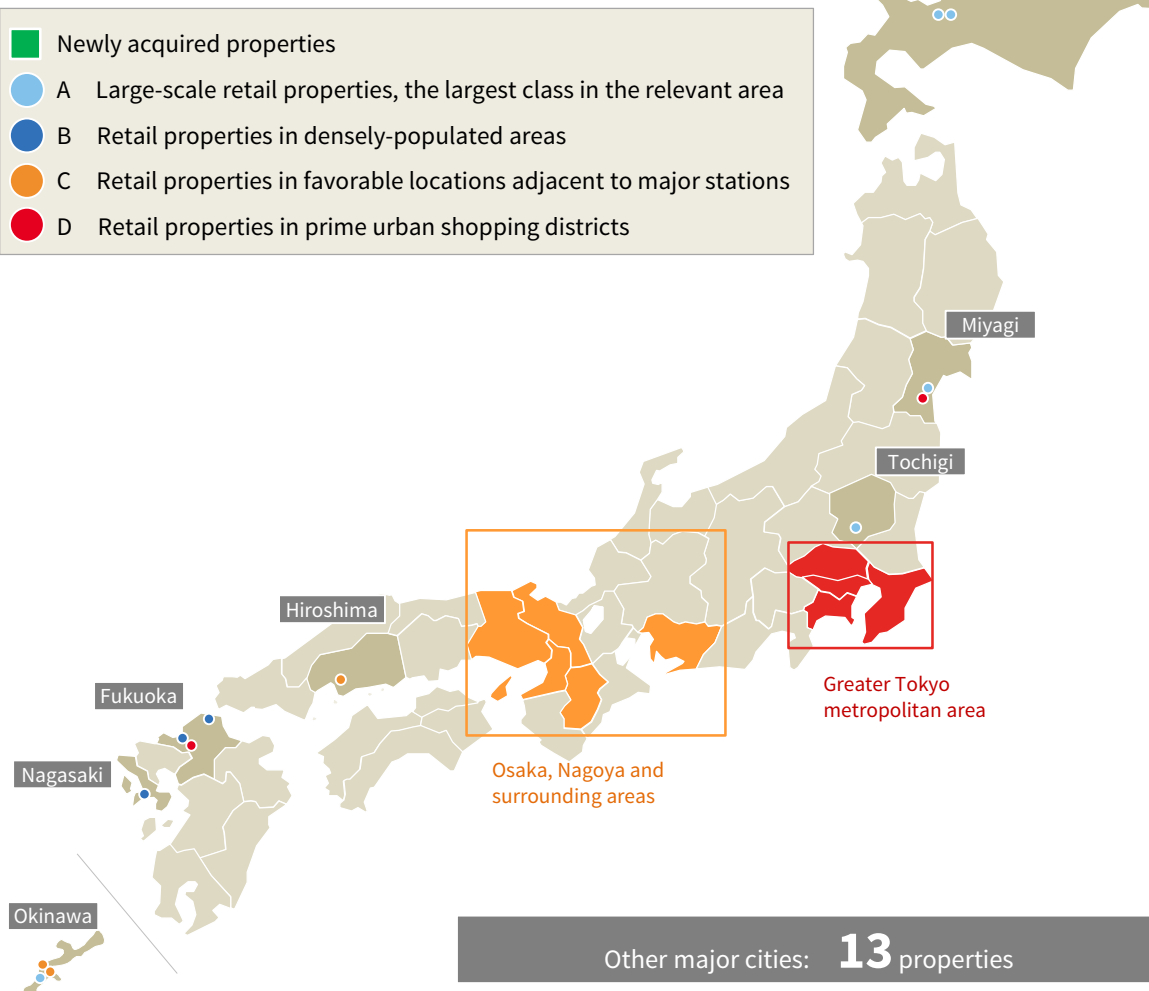 Newly acquired properties
A Large-scale retail properties, the largest class in the relevant area
B Retail properties in densely-populated areas
C Retail properties in favorable locations adjacent to major stations
D Retail properties in prime urban shopping districts
Miyagi
Tochigi
Hiroshima
Fukuoka
Nagasaki
Okinawa
Greater Tokyo
metropolitan area
Osaka, Nagoya and
surrounding areas
Other major cities: 13 properties